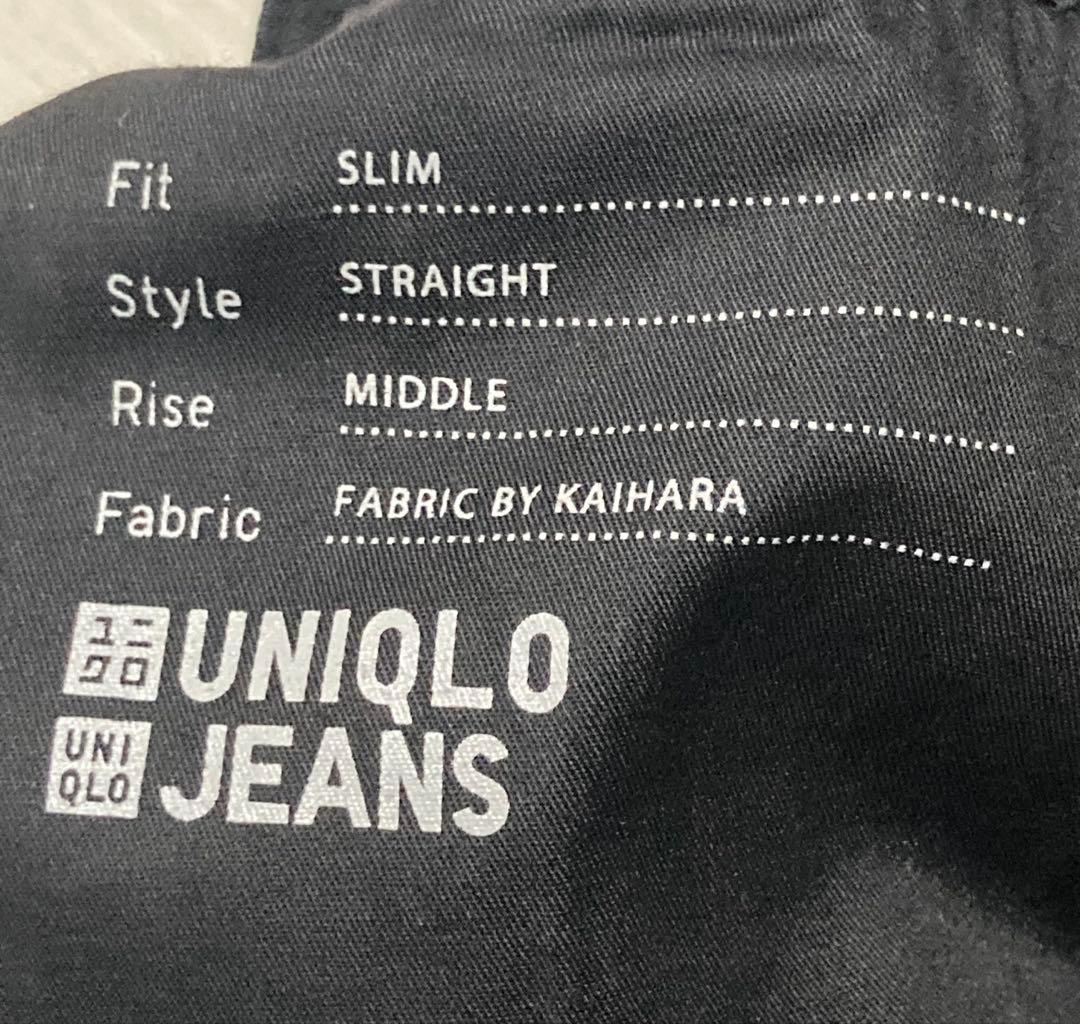 Fit SLIM
Style STRAIGHT
Rise MIDDLE
Fabric FABRIC BY KAIHARA
ユニ
クロ
UNIQLO
UNI
QLO
JEANS